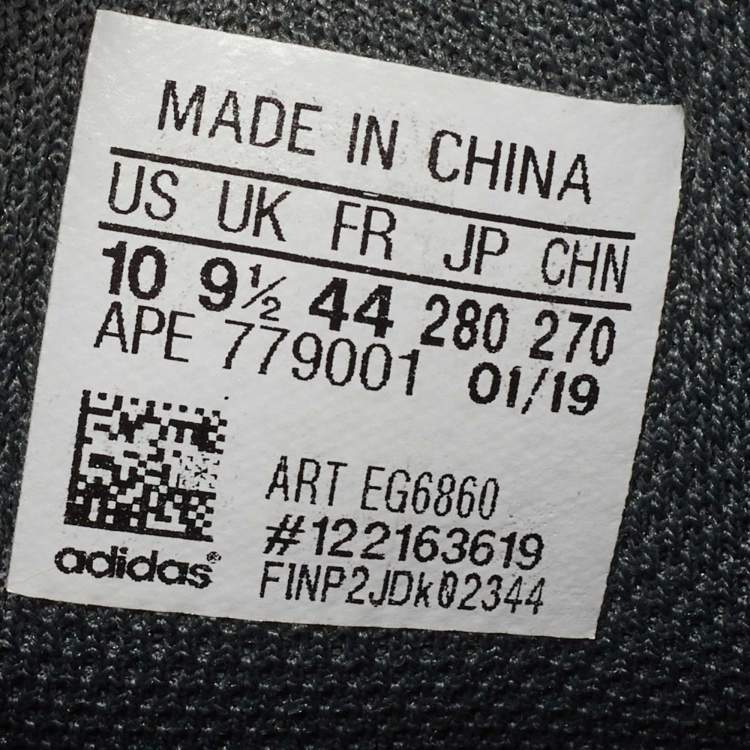 MADE IN CHINA
US UK FR JP CHN
10 9½ 44 280 270
APE 779001 01/19
ART EG6860
#122163619
adidas®
FINP2JDk02344